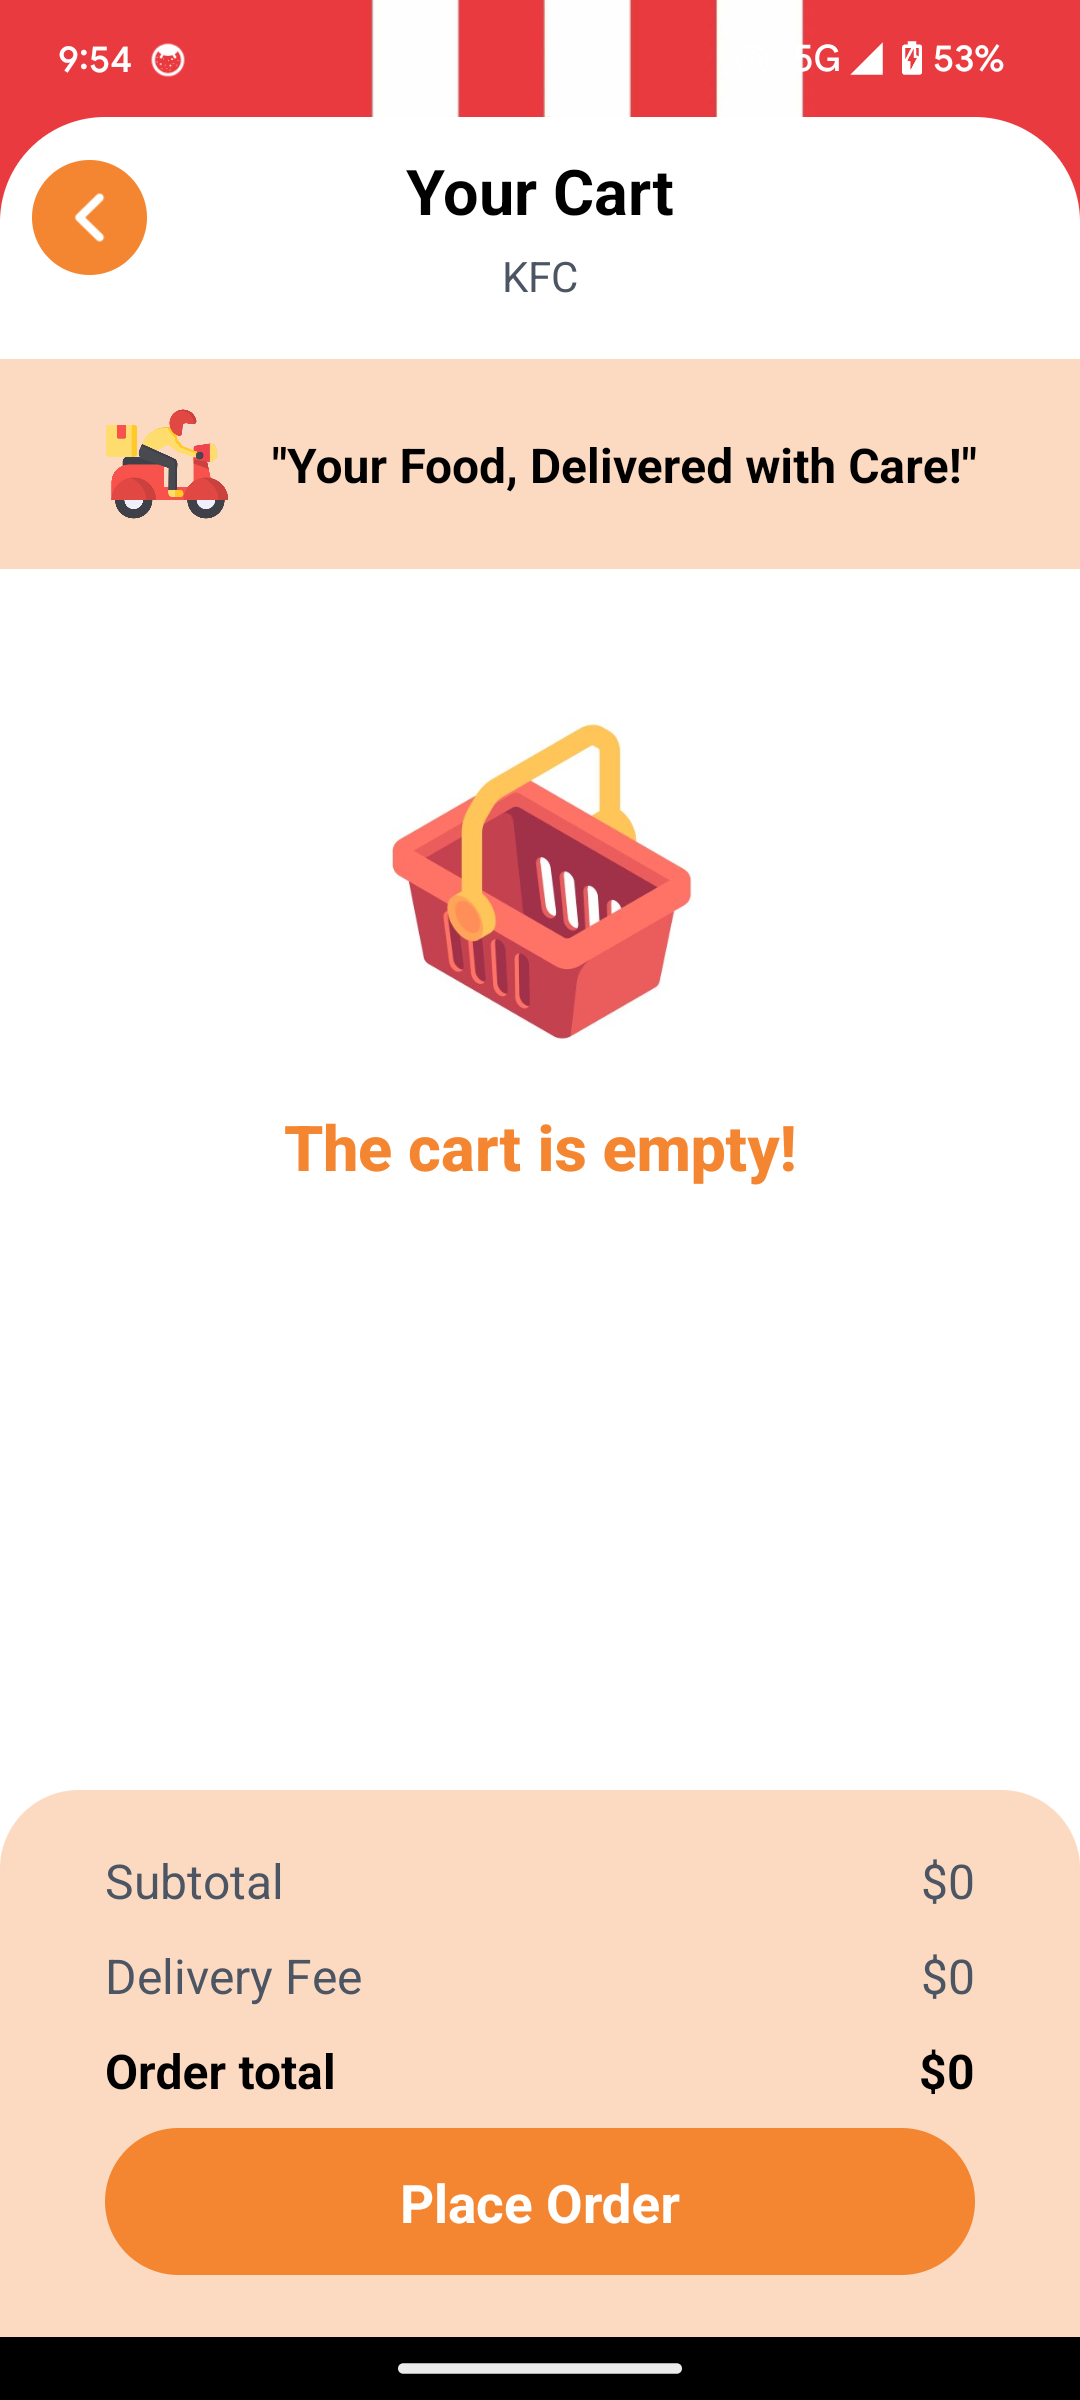 9:54 5G 53%
Your Cart
KFC
"Your Food, Delivered with Care!"
The cart is empty!
Subtotal $0
Delivery Fee $0
Order total $0
Place Order